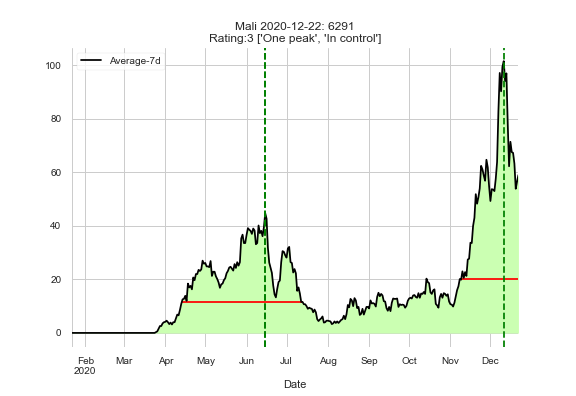 Mali 2020-12-22: 6291
Rating:3 ['One peak', 'In control']
Average-7d
100
80
60
40
20
0
Feb Mar Apr May Jun Jul Aug Sep Oct Nov Dec
2020
Date